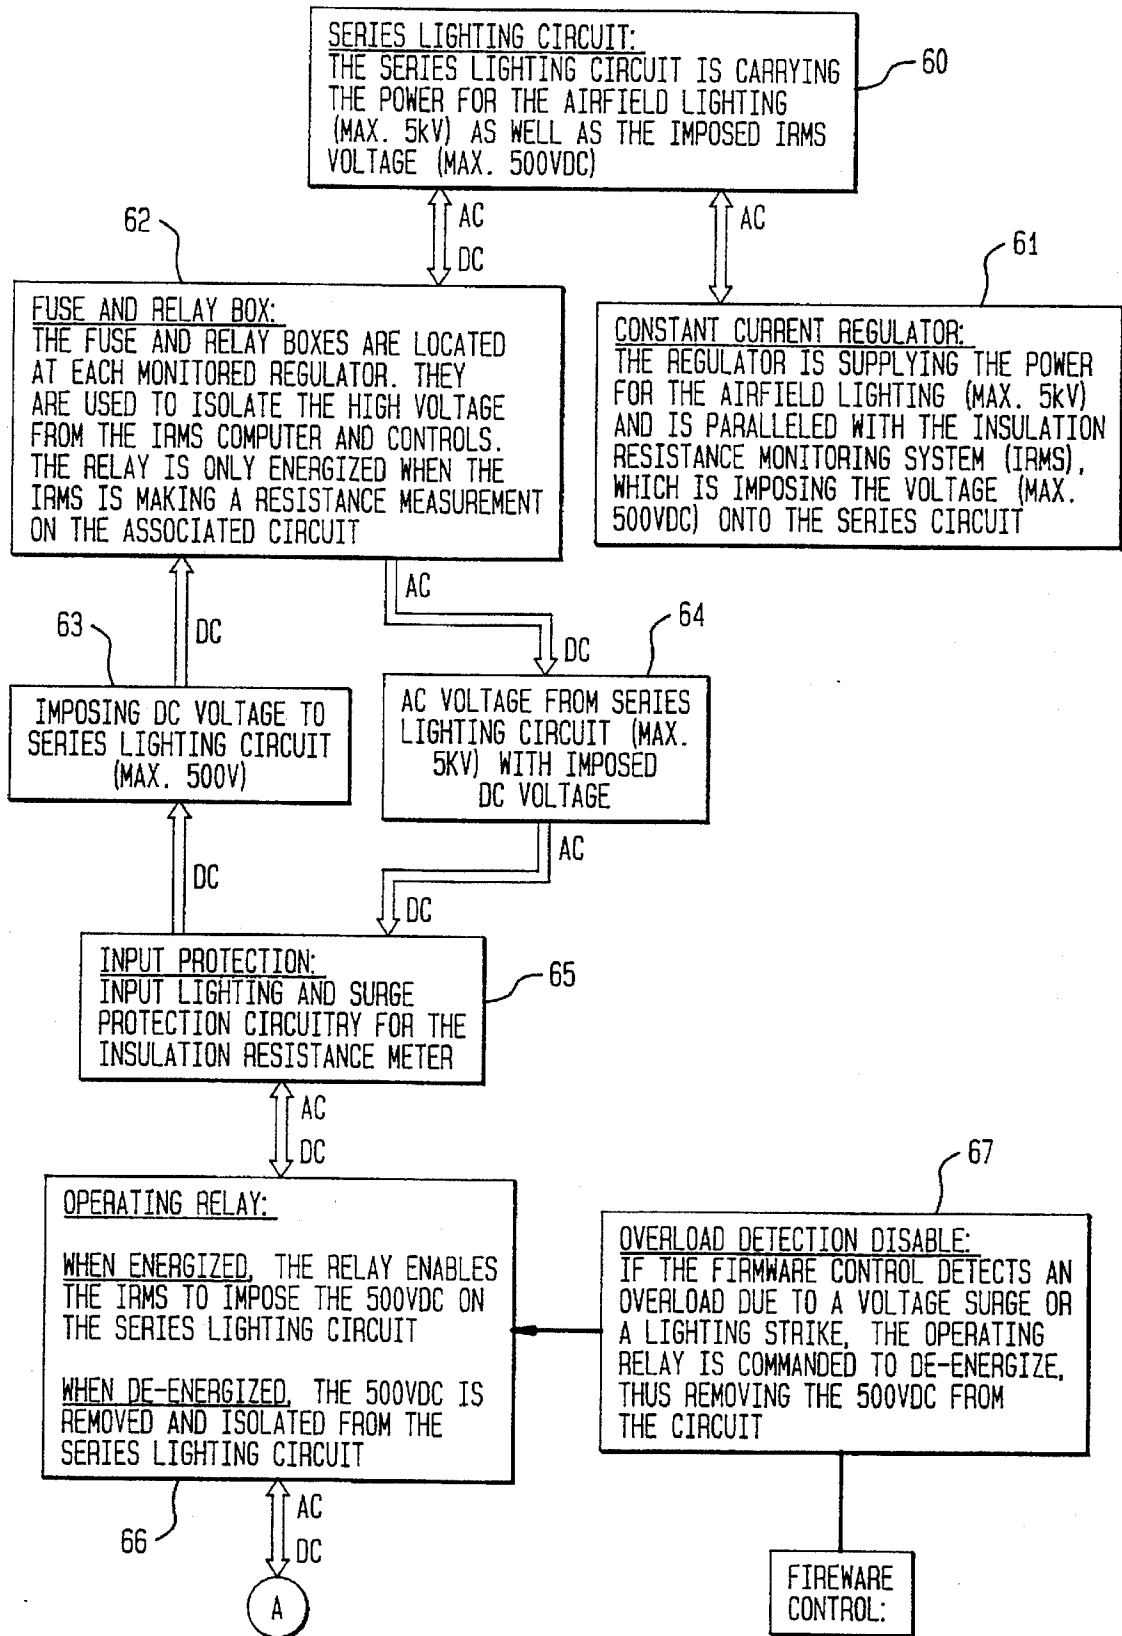 SERIES LIGHTING CIRCUIT:
THE SERIES LIGHTING CIRCUIT IS CARRYING
THE POWER FOR THE AIRFIELD LIGHTING
(MAX. 5kV) AS WELL AS THE IMPOSED IRMS
VOLTAGE (MAX. 500VDC)
60
AC
DC
AC
62
61
FUSE AND RELAY BOX:
THE FUSE AND RELAY BOXES ARE LOCATED
AT EACH MONITORED REGULATOR. THEY
ARE USED TO ISOLATE THE HIGH VOLTAGE
FROM THE IRMS COMPUTER AND CONTROLS.
THE RELAY IS ONLY ENERGIZED WHEN THE
IRMS IS MAKING A RESISTANCE MEASUREMENT
ON THE ASSOCIATED CIRCUIT
CONSTANT CURRENT REGULATOR:
THE REGULATOR IS SUPPLYING THE POWER
FOR THE AIRFIELD LIGHTING (MAX. 5kV)
AND IS PARALLELED WITH THE INSULATION
RESISTANCE MONITORING SYSTEM (IRMS),
WHICH IS IMPOSING THE VOLTAGE (MAX.
500VDC) ONTO THE SERIES CIRCUIT
AC
DC
DC
63
64
IMPOSING DC VOLTAGE TO
SERIES LIGHTING CIRCUIT
(MAX. 500V)
AC VOLTAGE FROM SERIES
LIGHTING CIRCUIT (MAX.
5KV) WITH IMPOSED
DC VOLTAGE
DC
AC
DC
INPUT PROTECTION:
INPUT LIGHTING AND SURGE
PROTECTION CIRCUITRY FOR THE
INSULATION RESISTANCE METER
65
AC
DC
OPERATING RELAY:
WHEN ENERGIZED, THE RELAY ENABLES
THE IRMS TO IMPOSE THE 500VDC ON
THE SERIES LIGHTING CIRCUIT
WHEN DE-ENERGIZED, THE 500VDC IS
REMOVED AND ISOLATED FROM THE
SERIES LIGHTING CIRCUIT
67
OVERLOAD DETECTION DISABLE:
IF THE FIRMWARE CONTROL DETECTS AN
OVERLOAD DUE TO A VOLTAGE SURGE OR
A LIGHTING STRIKE, THE OPERATING
RELAY IS COMMANDED TO DE-ENERGIZE,
THUS REMOVING THE 500VDC FROM
THE CIRCUIT
66
AC
DC
A
FIREWARE
CONTROL: